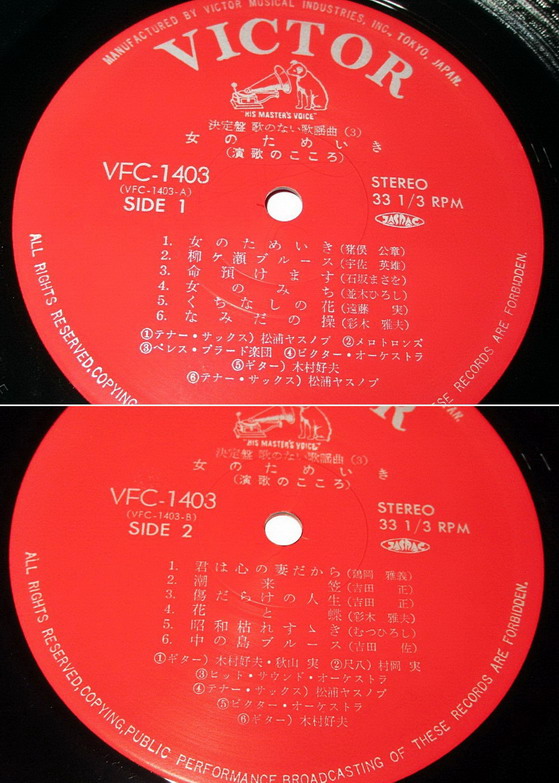 MANUFACTURED BY VICTOR MUSICAL INDUSTRIES, INC. TOKYO, JAPAN.
VICTOR
"HIS MASTER'S VOICE"
決定盤 歌のない歌謡曲 (3)
女のためいき
(演歌のこころ)
VFC-1403
(VFC-1403-A)
SIDE 1
STEREO
33 1/3 RPM
JASRAC
1. 女のためいき (猪俣 公章)
2. 柳ケ瀬ブルース (宇佐 英雄)
3. 命預けます (石坂まさを)
4. 女のみち (並木ひろし)
5. くちなしの花 (遠藤 実)
6. なみだの操 (彩木 雅夫)
①テナー・サックス) 松浦ヤスノブ ②メロトロンズ
③ペレス・プラード楽団 ④ビクター・オーケストラ
⑤ギター) 木村好夫
⑥テナー・サックス) 松浦ヤスノブ
ALL RIGHTS RESERVED, COPYING,
OF THESE RECORDS ARE FORBIDDEN.
JAPAN.
"HIS MASTER'S VOICE"
決定盤 歌のない歌謡曲 (3)
女のためいき
(演歌のこころ)
VFC-1403
(VFC-1403-B)
SIDE 2
STEREO
33 1/3 RPM
JASRAC
1. 君は心の妻だから (鶴岡 雅義)
2. 潮来笠 (吉田 正)
3. 傷だらけの人生 (吉田 正)
4. 花と蝶 (彩木 雅夫)
5. 昭和枯れすゝき (むつひろし)
6. 中の島ブルース (吉田 佐)
①ギター) 木村好夫・秋山 実 ②尺八) 村岡 実
③ヒット・サウンド・オーケストラ
④テナー・サックス) 松浦ヤスノブ
⑤ビクター・オーケストラ
⑥ギター) 木村好夫
ALL RIGHTS RESERVED, COPYING, PUBLIC PERFORMANCE, BROADCASTING OF THESE RECORDS ARE FORBIDDEN.